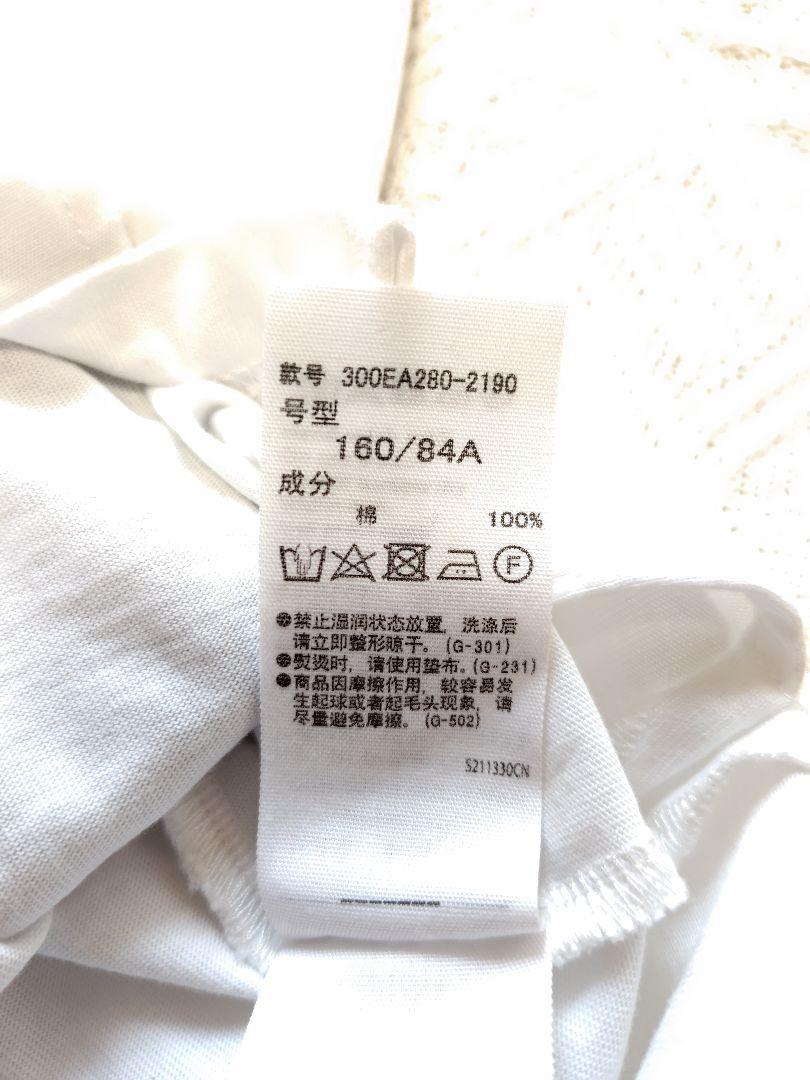 款号 300EA280-2190
号型
160/84A
成分
棉 100%
F
●禁止湿润状态放置，洗涤后
请立即整形晾干。(G-301)
●熨烫时，请使用垫布。(G-231)
●商品因摩擦作用，较容易发
生起球或者起毛头现象，请
尽量避免摩擦。(G-502)
S211330CN